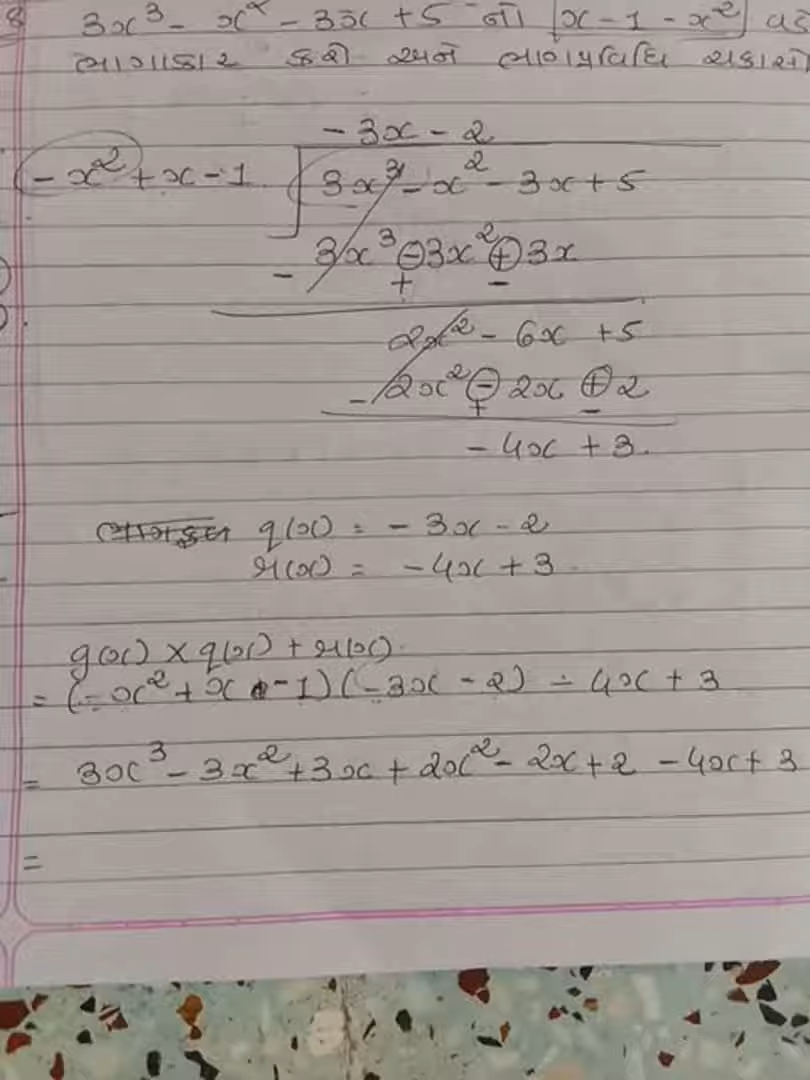 8 3x³ - x² - 3x + 5 નો x - 1 - x² વડે
ભાગાકાર કરો અને ભાગપ્રવિધિ ચકાસો
- 3x - 2
- x² + x - 1 3x³ - x² - 3x + 5
3x³ - 3x² + 3x
- + -
2x² - 6x + 5
2x² - 2x + 2
- + -
- 4x + 3.
q(x) = - 3x - 2
r(x) = - 4x + 3
g(x) × q(x) + r(x).
= (- x² + x - 1) (- 3x - 2) - 4x + 3
= 3x³ - 3x² + 3x + 2x² - 2x + 2 - 4x + 3
=